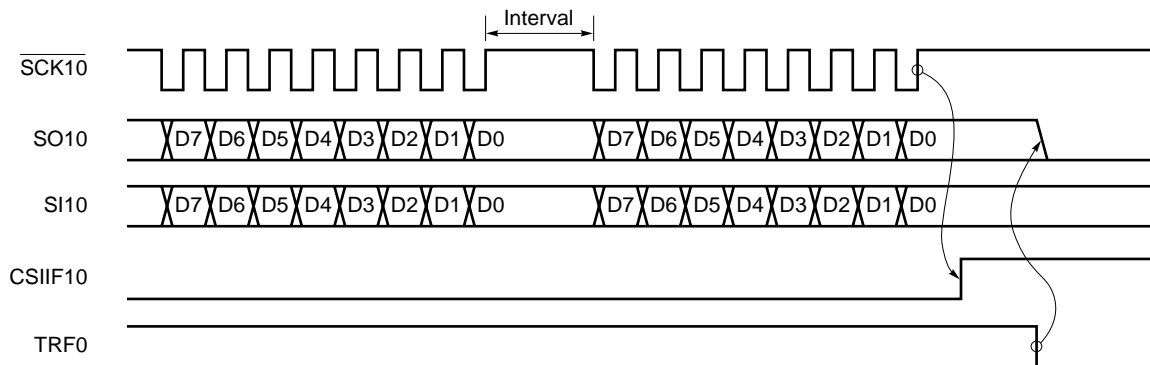 Interval
SCK10
SO10 D7 D6 D5 D4 D3 D2 D1 D0 D7 D6 D5 D4 D3 D2 D1 D0
SI10 D7 D6 D5 D4 D3 D2 D1 D0 D7 D6 D5 D4 D3 D2 D1 D0
CSIIF10
TRF0